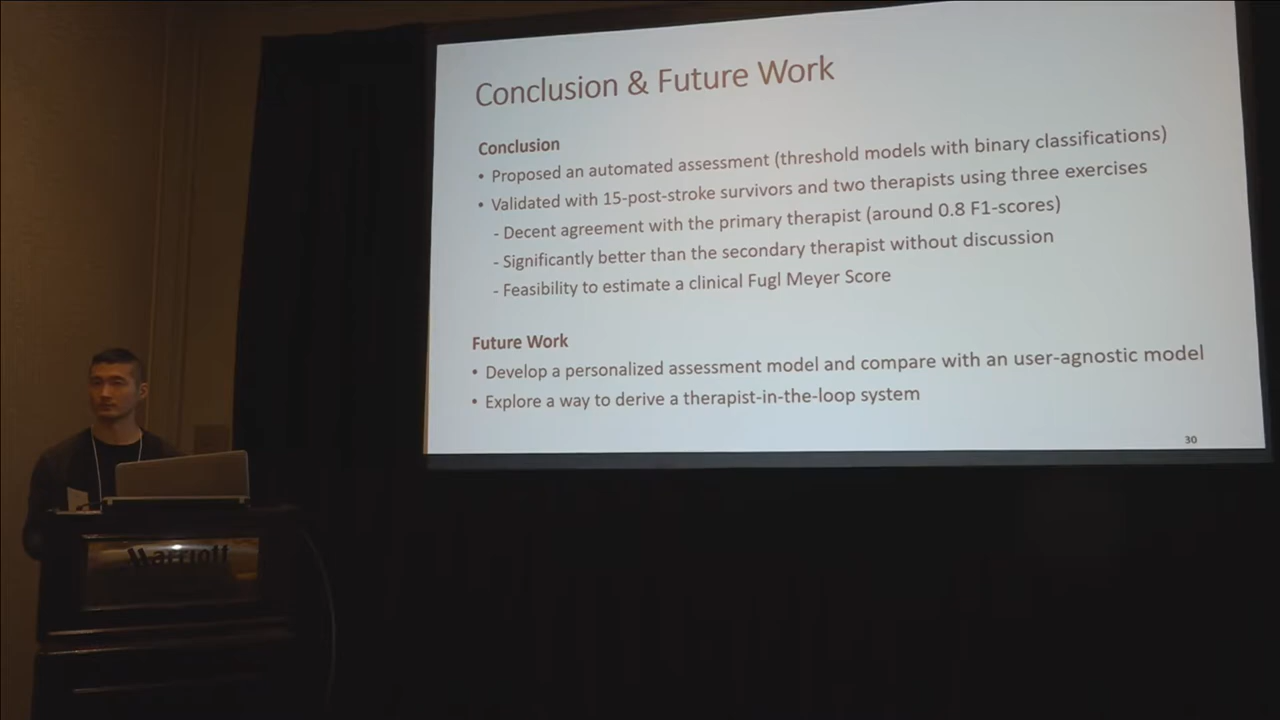 Conclusion & Future Work
Conclusion
• Proposed an automated assessment (threshold models with binary classifications)
• Validated with 15-post-stroke survivors and two therapists using three exercises
- Decent agreement with the primary therapist (around 0.8 F1-scores)
- Significantly better than the secondary therapist without discussion
- Feasibility to estimate a clinical Fugl Meyer Score
Future Work
• Develop a personalized assessment model and compare with an user-agnostic model
• Explore a way to derive a therapist-in-the-loop system
30
Marriott